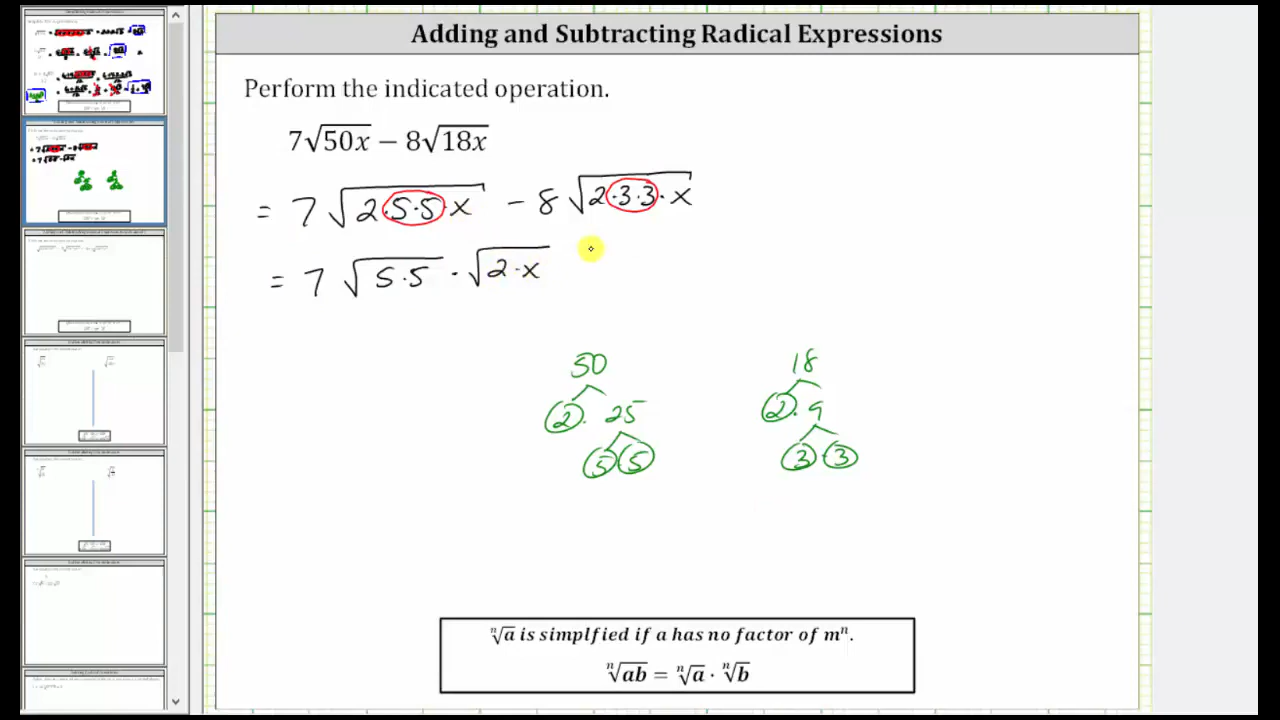 Adding and Subtracting Radical Expressions
Perform the indicated operation.
7√50x − 8√18x
= 7 √2·5·5·x − 8 √2·3·3·x
= 7 √5·5 · √2·x
50
2 · 25
5 · 5
18
2 · 9
3 · 3
ⁿ√a is simplfied if a has no factor of mⁿ.
ⁿ√ab = ⁿ√a · ⁿ√b